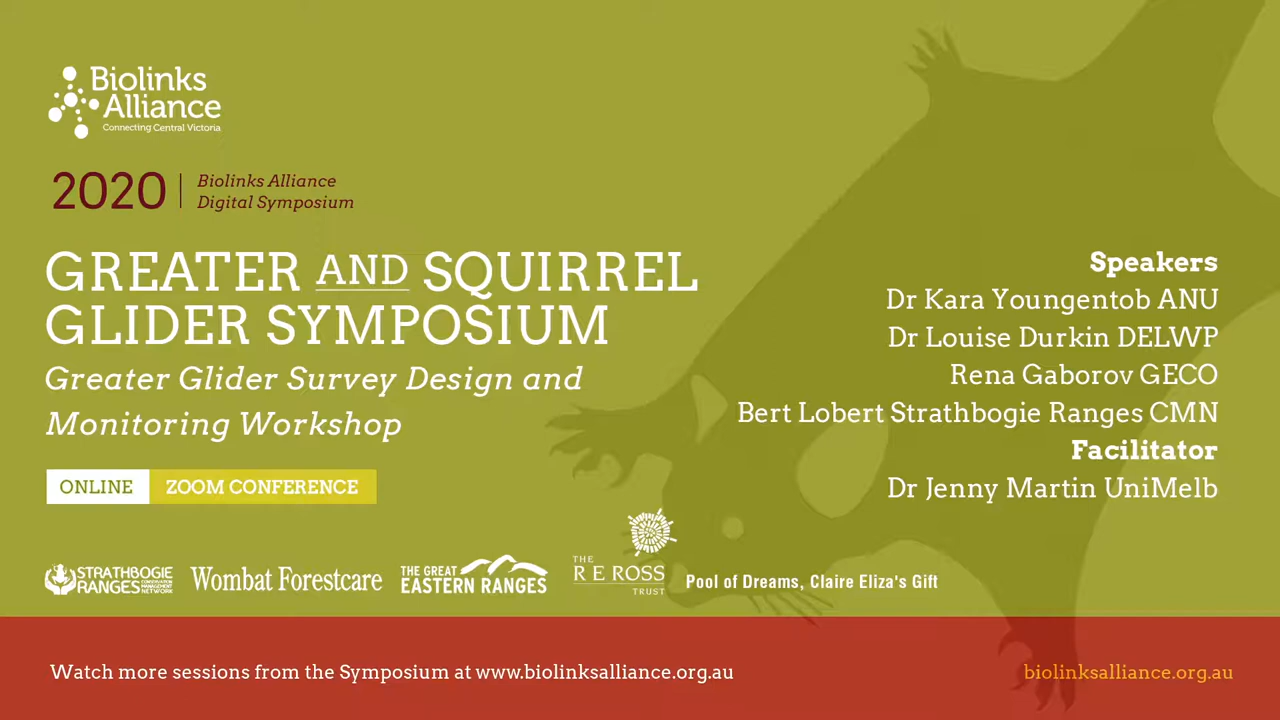 Biolinks
Alliance
Connecting Central Victoria
2020
Biolinks Alliance
Digital Symposium
GREATER AND SQUIRREL
GLIDER SYMPOSIUM
Greater Glider Survey Design and
Monitoring Workshop
ONLINE ZOOM CONFERENCE
Speakers
Dr Kara Youngentob ANU
Dr Louise Durkin DELWP
Rena Gaborov GECO
Bert Lobert Strathbogie Ranges CMN
Facilitator
Dr Jenny Martin UniMelb
STRATHBOGIE
RANGES
CONSERVATION
MANAGEMENT
NETWORK
Wombat Forestcare
THE GREAT
EASTERN RANGES
THE
R E ROSS
TRUST
Pool of Dreams, Claire Eliza's Gift
Watch more sessions from the Symposium at www.biolinksalliance.org.au
biolinksalliance.org.au